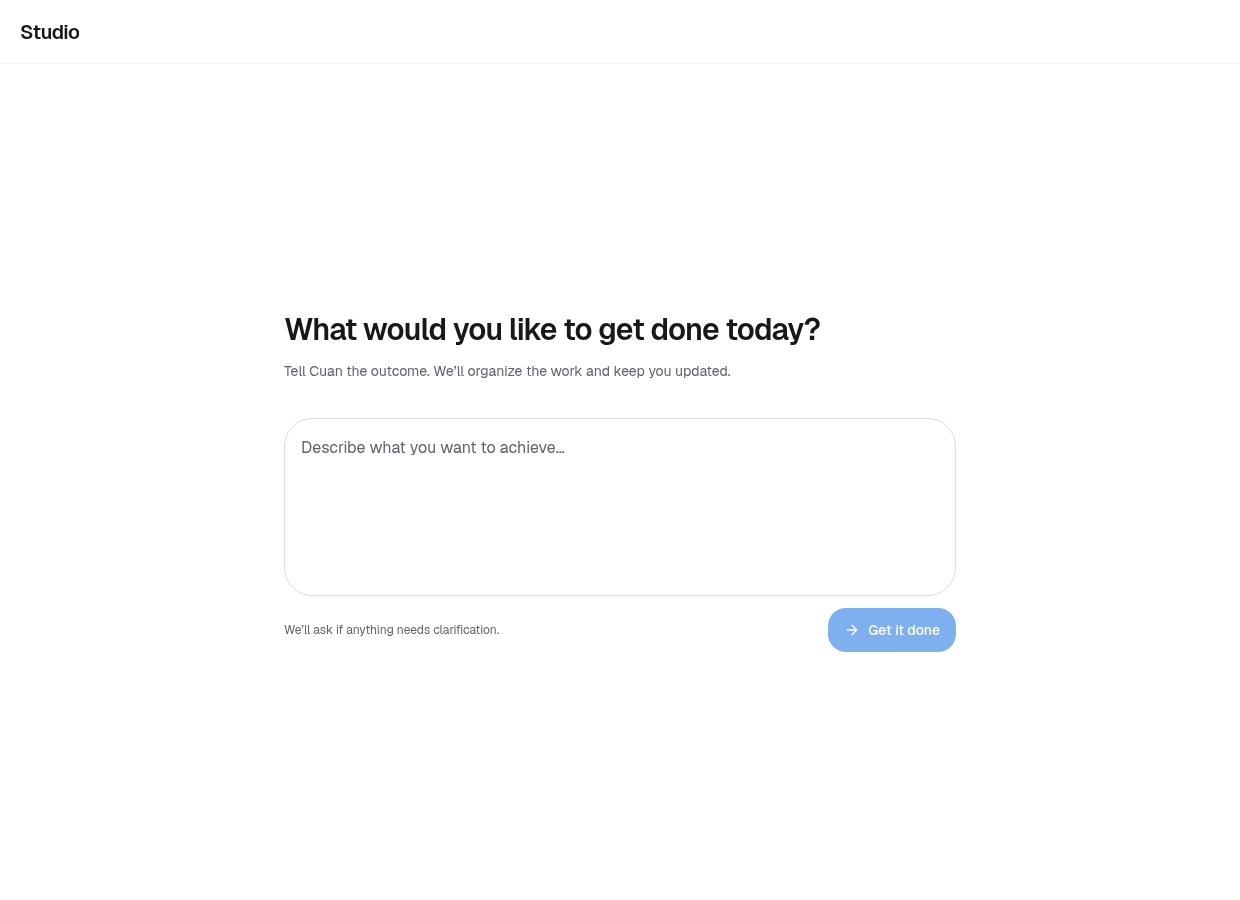 Studio
What would you like to get done today?
Tell Cuan the outcome. We’ll organize the work and keep you updated.
Describe what you want to achieve…
We’ll ask if anything needs clarification.
Get it done